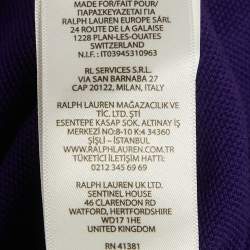 MADE FOR/FAIT POUR/
ΠΑΡΑΣΚΕΥΑΖΕΤΑΙ ΓΙΑ
RALPH LAUREN EUROPE SÀRL
24 ROUTE DE LA GALAISE
1228 PLAN-LES-OUATES
SWITZERLAND
N.I.F: IT03945310963
RL SERVICES S.R.L.
VIA SAN BARNABA 27
CAP 20122, MILAN, ITALY
RALPH LAUREN MAĞAZACILIK VE
TİC. LTD. ŞTİ
ESENTEPE KASAP SOK, ALTINAY İŞ
MERKEZİ NO:8-10 K:4 34360
ŞİŞLİ - İSTANBUL
WWW.RALPHLAUREN.COM.TR
TÜKETİCİ İLETİŞİM HATTI:
0212 345 69 69
RALPH LAUREN UK LTD.
SENTINEL HOUSE
46 CLARENDON RD
WATFORD, HERTFORDSHIRE
WD17 1HE
UNITED KINGDOM
RN 41381